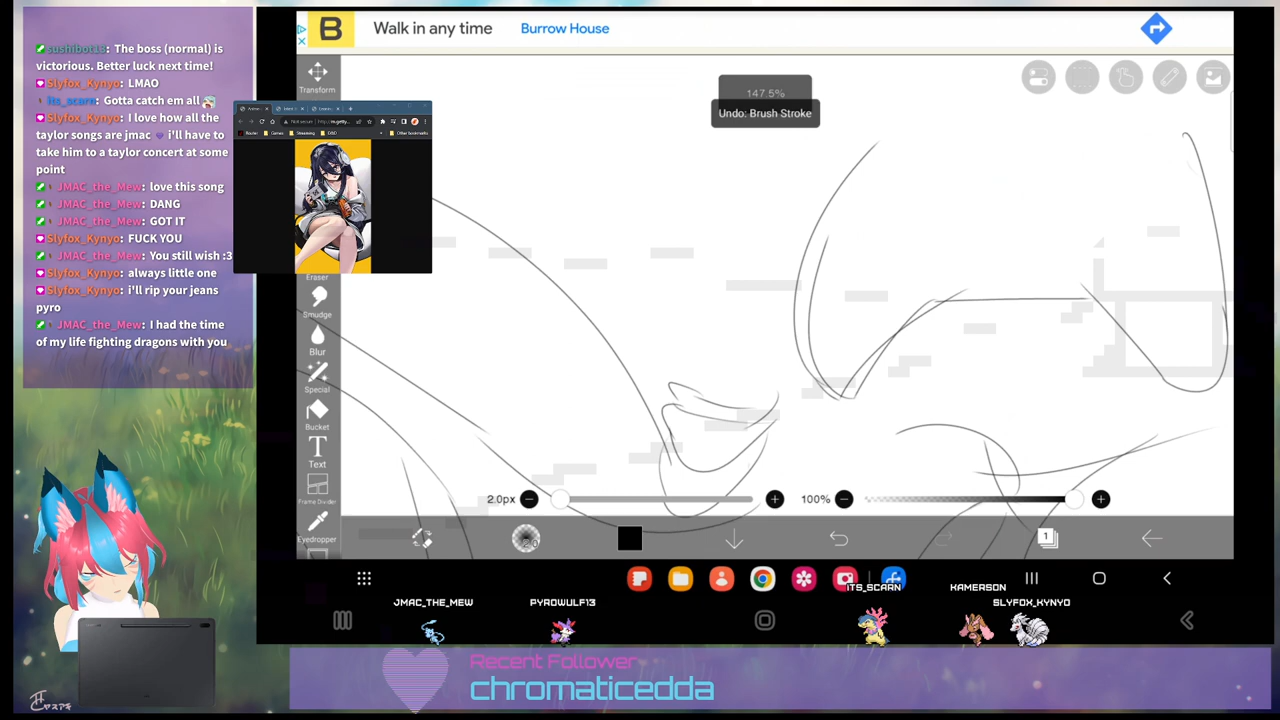 sushibot13: The boss (normal) is
victorious. Better luck next time!
Slyfox_Kynyo: LMAO
its_scarn: Gotta catch em all
Slyfox_Kynyo: I love how all the
taylor songs are jmac 💜 i'll have to
take him to a taylor concert at some
point
JMAC_the_Mew: love this song
JMAC_the_Mew: DANG
JMAC_the_Mew: GOT IT
Slyfox_Kynyo: FUCK YOU
JMAC_the_Mew: You still wish :3
Slyfox_Kynyo: always little one
Slyfox_Kynyo: i'll rip your jeans
pyro
JMAC_the_Mew: I had the time
of my life fighting dragons with you
B
Walk in any time
Burrow House
Transform
147.5%
Undo: Brush Stroke
Other bookmarks
Eraser
Smudge
Blur
Special
Bucket
T
Text
Frame Divider
Eyedropper
2.0px
100%
2.0
1
JMAC_THE_MEW
PYROWULF13
ITS_SCARN
KAMERSON
SLYFOX_KYNYO
Recent Follower
chromaticedda